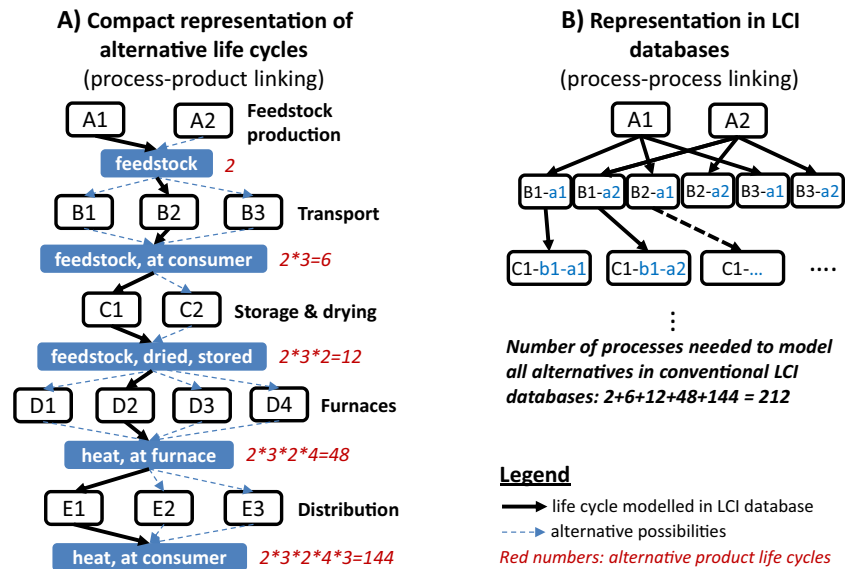 A) Compact representation of
alternative life cycles
(process-product linking)
A1
A2
Feedstock
production
feedstock
2
B1
B2
B3
Transport
feedstock, at consumer
2*3=6
C1
C2
Storage & drying
feedstock, dried, stored
2*3*2=12
D1
D2
D3
D4
Furnaces
heat, at furnace
2*3*2*4=48
E1
E2
E3
Distribution
heat, at consumer
2*3*2*4*3=144
B) Representation in LCI
databases
(process-process linking)
A1
A2
B1-a1
B1-a2
B2-a1
B2-a2
B3-a1
B3-a2
C1-b1-a1
C1-b1-a2
C1-...
....
⋮
Number of processes needed to model
all alternatives in conventional LCI
databases: 2+6+12+48+144 = 212
Legend
life cycle modelled in LCI database
alternative possibilities
Red numbers: alternative product life cycles